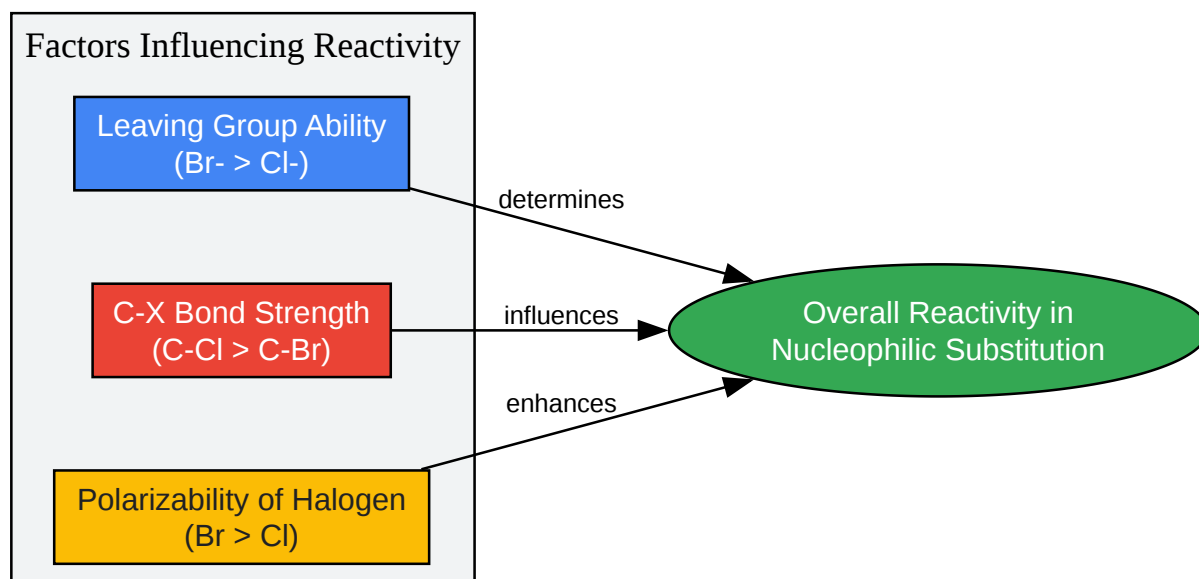 Factors Influencing Reactivity
Leaving Group Ability
(Br- > Cl-)
determines
C-X Bond Strength
(C-Cl > C-Br)
influences
Overall Reactivity in
Nucleophilic Substitution
enhances
Polarizability of Halogen
(Br > Cl)